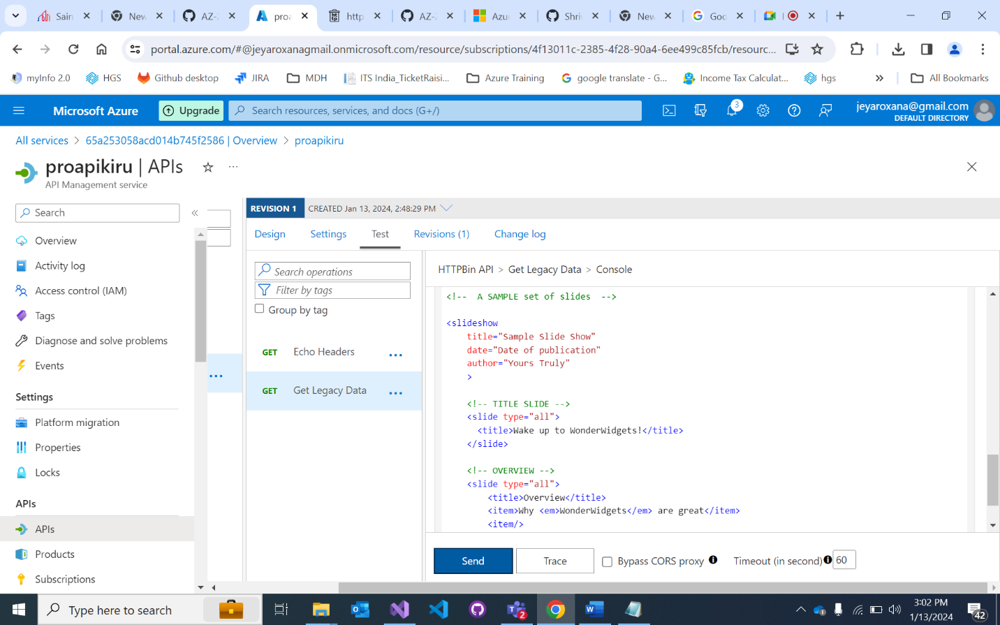 Sain
New
AZ-
proa
http
AZ-
Azur
Shri
New
Goo
portal.azure.com/#@jeyaroxanagmail.onmicrosoft.com/resource/subscriptions/4f13011c-2385-4f28-90a4-6ee499c85fcb/resourc...
myInfo 2.0
HGS
Github desktop
JIRA
MDH
ITS India_TicketRaisi...
Azure Training
google translate - G...
Income Tax Calculat...
hgs
»
All Bookmarks
Microsoft Azure
Upgrade
Search resources, services, and docs (G+/)
3
jeyaroxana@gmail.com
DEFAULT DIRECTORY
All services > 65a253058acd014b745f2586 | Overview > proapikiru
proapikiru | APIs
API Management service
Search
«
Overview
Activity log
Access control (IAM)
Tags
Diagnose and solve problems
Events
Settings
Platform migration
Properties
Locks
APIs
APIs
Products
Subscriptions
REVISION 1 CREATED Jan 13, 2024, 2:48:29 PM
Design Settings Test Revisions (1) Change log
Search operations
Filter by tags
Group by tag
GET Echo Headers
GET Get Legacy Data
HTTPBin API > Get Legacy Data > Console
<!--  A SAMPLE set of slides  -->
<slideshow
title="Sample Slide Show"
date="Date of publication"
author="Yours Truly"
>
<!-- TITLE SLIDE -->
<slide type="all">
<title>Wake up to WonderWidgets!</title>
</slide>
<!-- OVERVIEW -->
<slide type="all">
<title>Overview</title>
<item>Why <em>WonderWidgets</em> are great</item>
<item/>
Send Trace Bypass CORS proxy Timeout (in second) 60
Type here to search
2
3:02 PM
1/13/2024
42